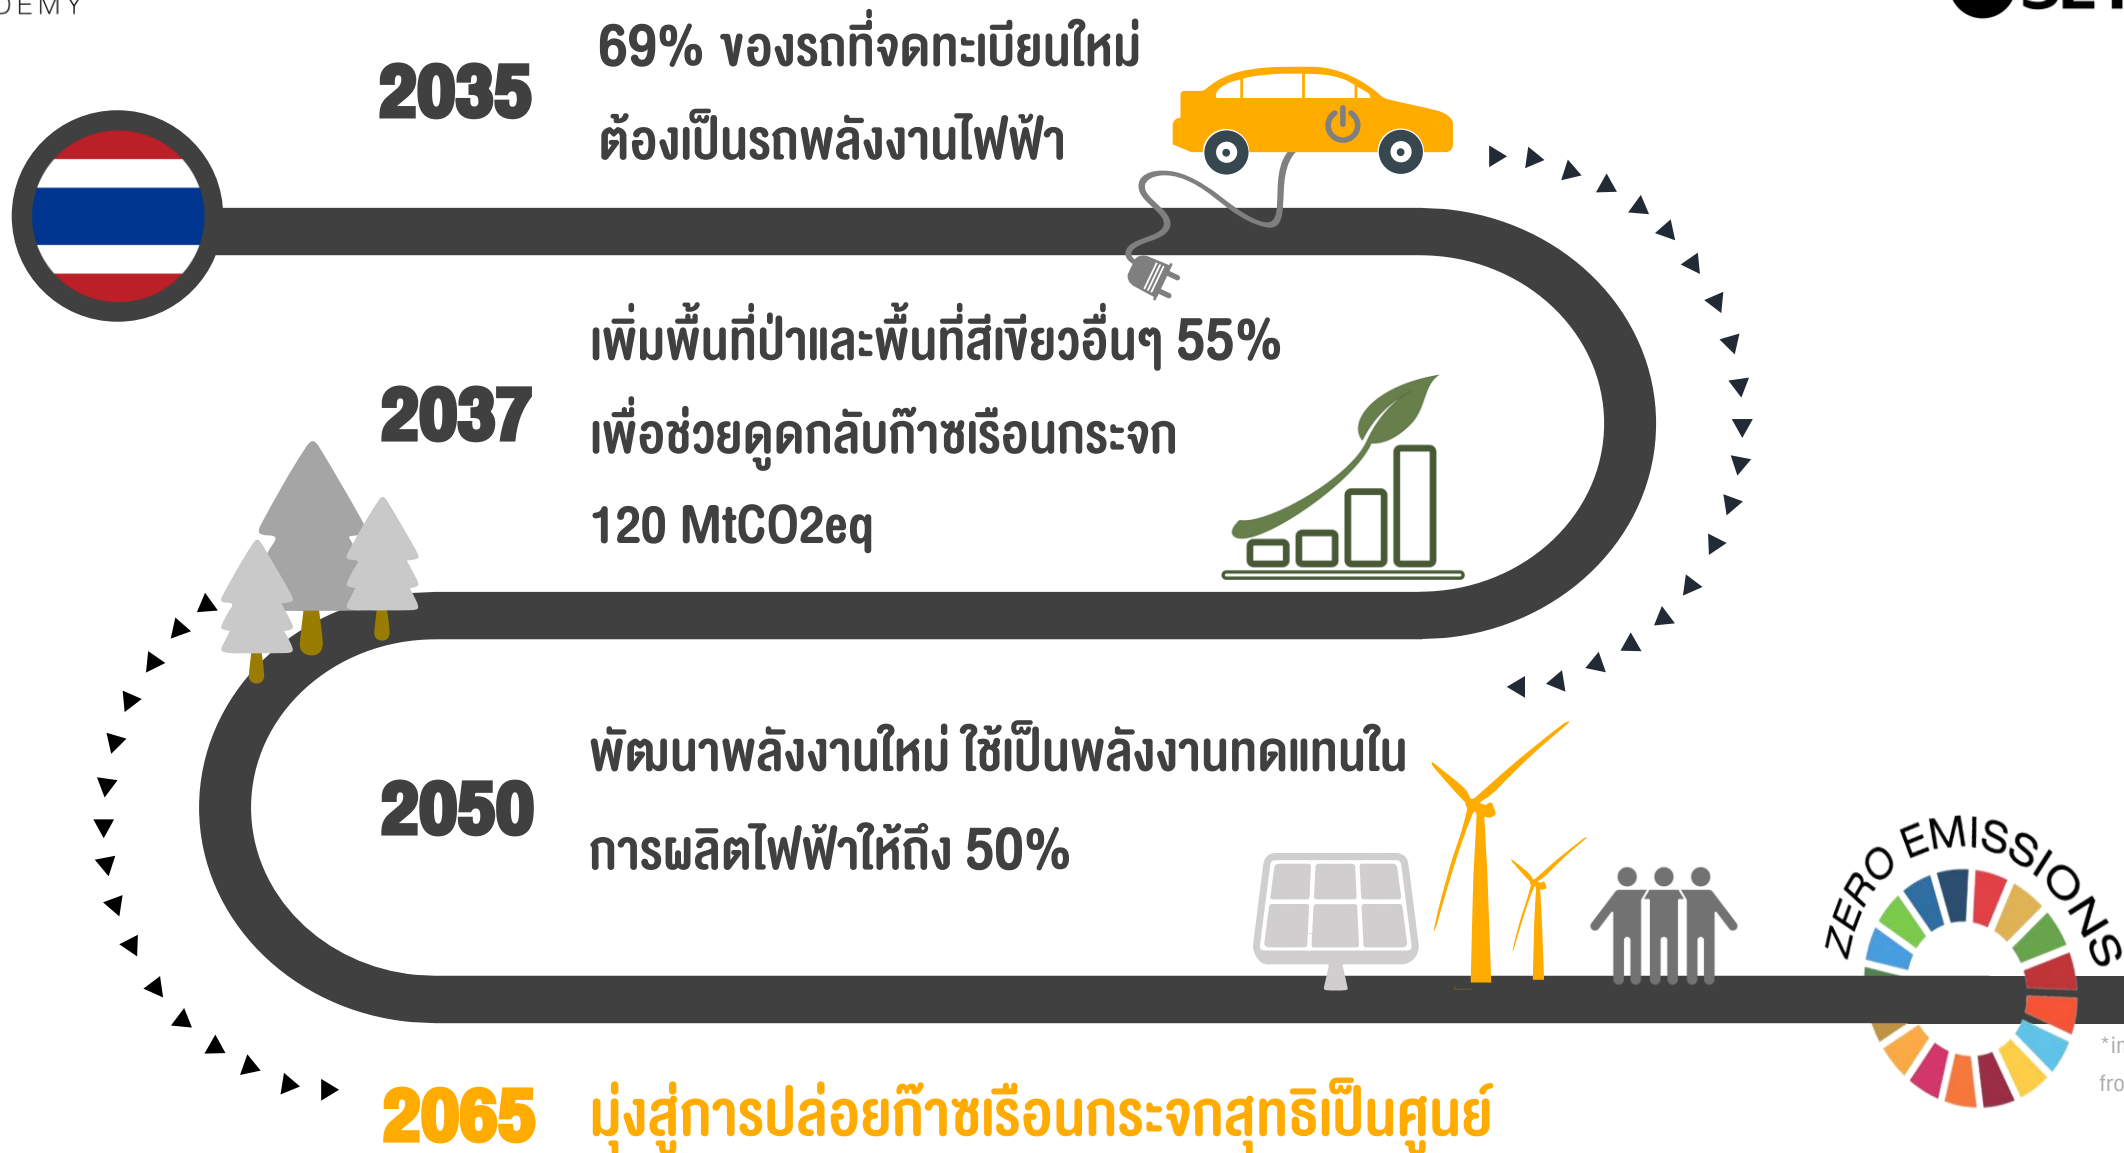 2035
69% ของรถที่จดทะเบียนใหม่
ต้องเป็นรถพลังงานไฟฟ้า
2037
เพิ่มพื้นที่ป่าและพื้นที่สีเขียวอื่นๆ 55%
เพื่อช่วยดูดกลับก๊าซเรือนกระจก
120 MtCO2eq
2050
พัฒนาพลังงานใหม่ ใช้เป็นพลังงานทดแทนใน
การผลิตไฟฟ้าให้ถึง 50%
ZERO EMISSIONS
2065 มุ่งสู่การปล่อยก๊าซเรือนกระจกสุทธิเป็นศูนย์